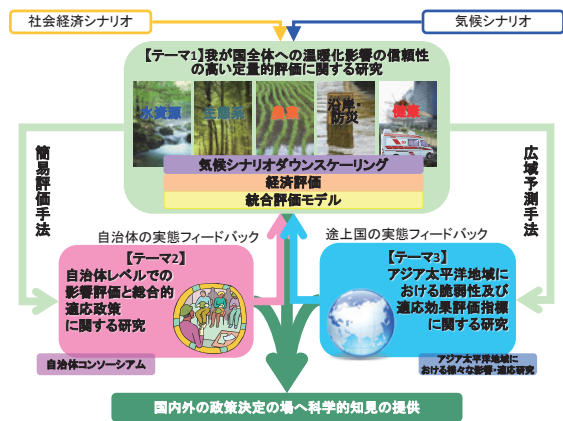 社会経済シナリオ
気候シナリオ
【テーマ1】我が国全体への温暖化影響の信頼性
の高い定量的評価に関する研究
水資源
生態系
農業
沿岸・
防災
健康
気候シナリオダウンスケーリング
経済評価
統合評価モデル
簡易評価手法
広域予測手法
自治体の実態フィードバック
途上国の実態フィードバック
【テーマ2】
自治体レベルでの
影響評価と総合的
適応政策
に関する研究
自治体コンソーシアム
【テーマ3】
アジア太平洋地域に
おける脆弱性及び
適応効果評価指標
に関する研究
アジア太平洋地域に
おける様々な影響・適応研究
国内外の政策決定の場へ科学的知見の提供